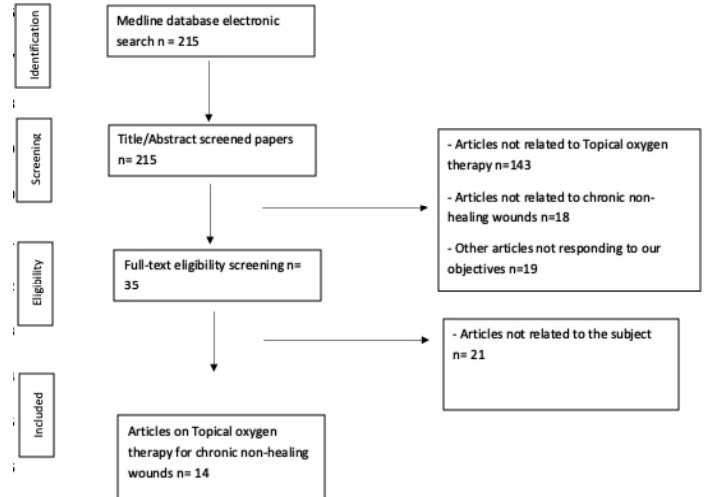 Identification
Medline database electronic
search n = 215
Screening
Title/Abstract screened papers
n= 215
- Articles not related to Topical oxygen
therapy n=143
- Articles not related to chronic non-
healing wounds n=18
- Other articles not responding to our
objectives n=19
Eligibility
Full-text eligibility screening n=
35
- Articles not related to the subject
n= 21
Included
Articles on Topical oxygen
therapy for chronic non-healing
wounds n= 14